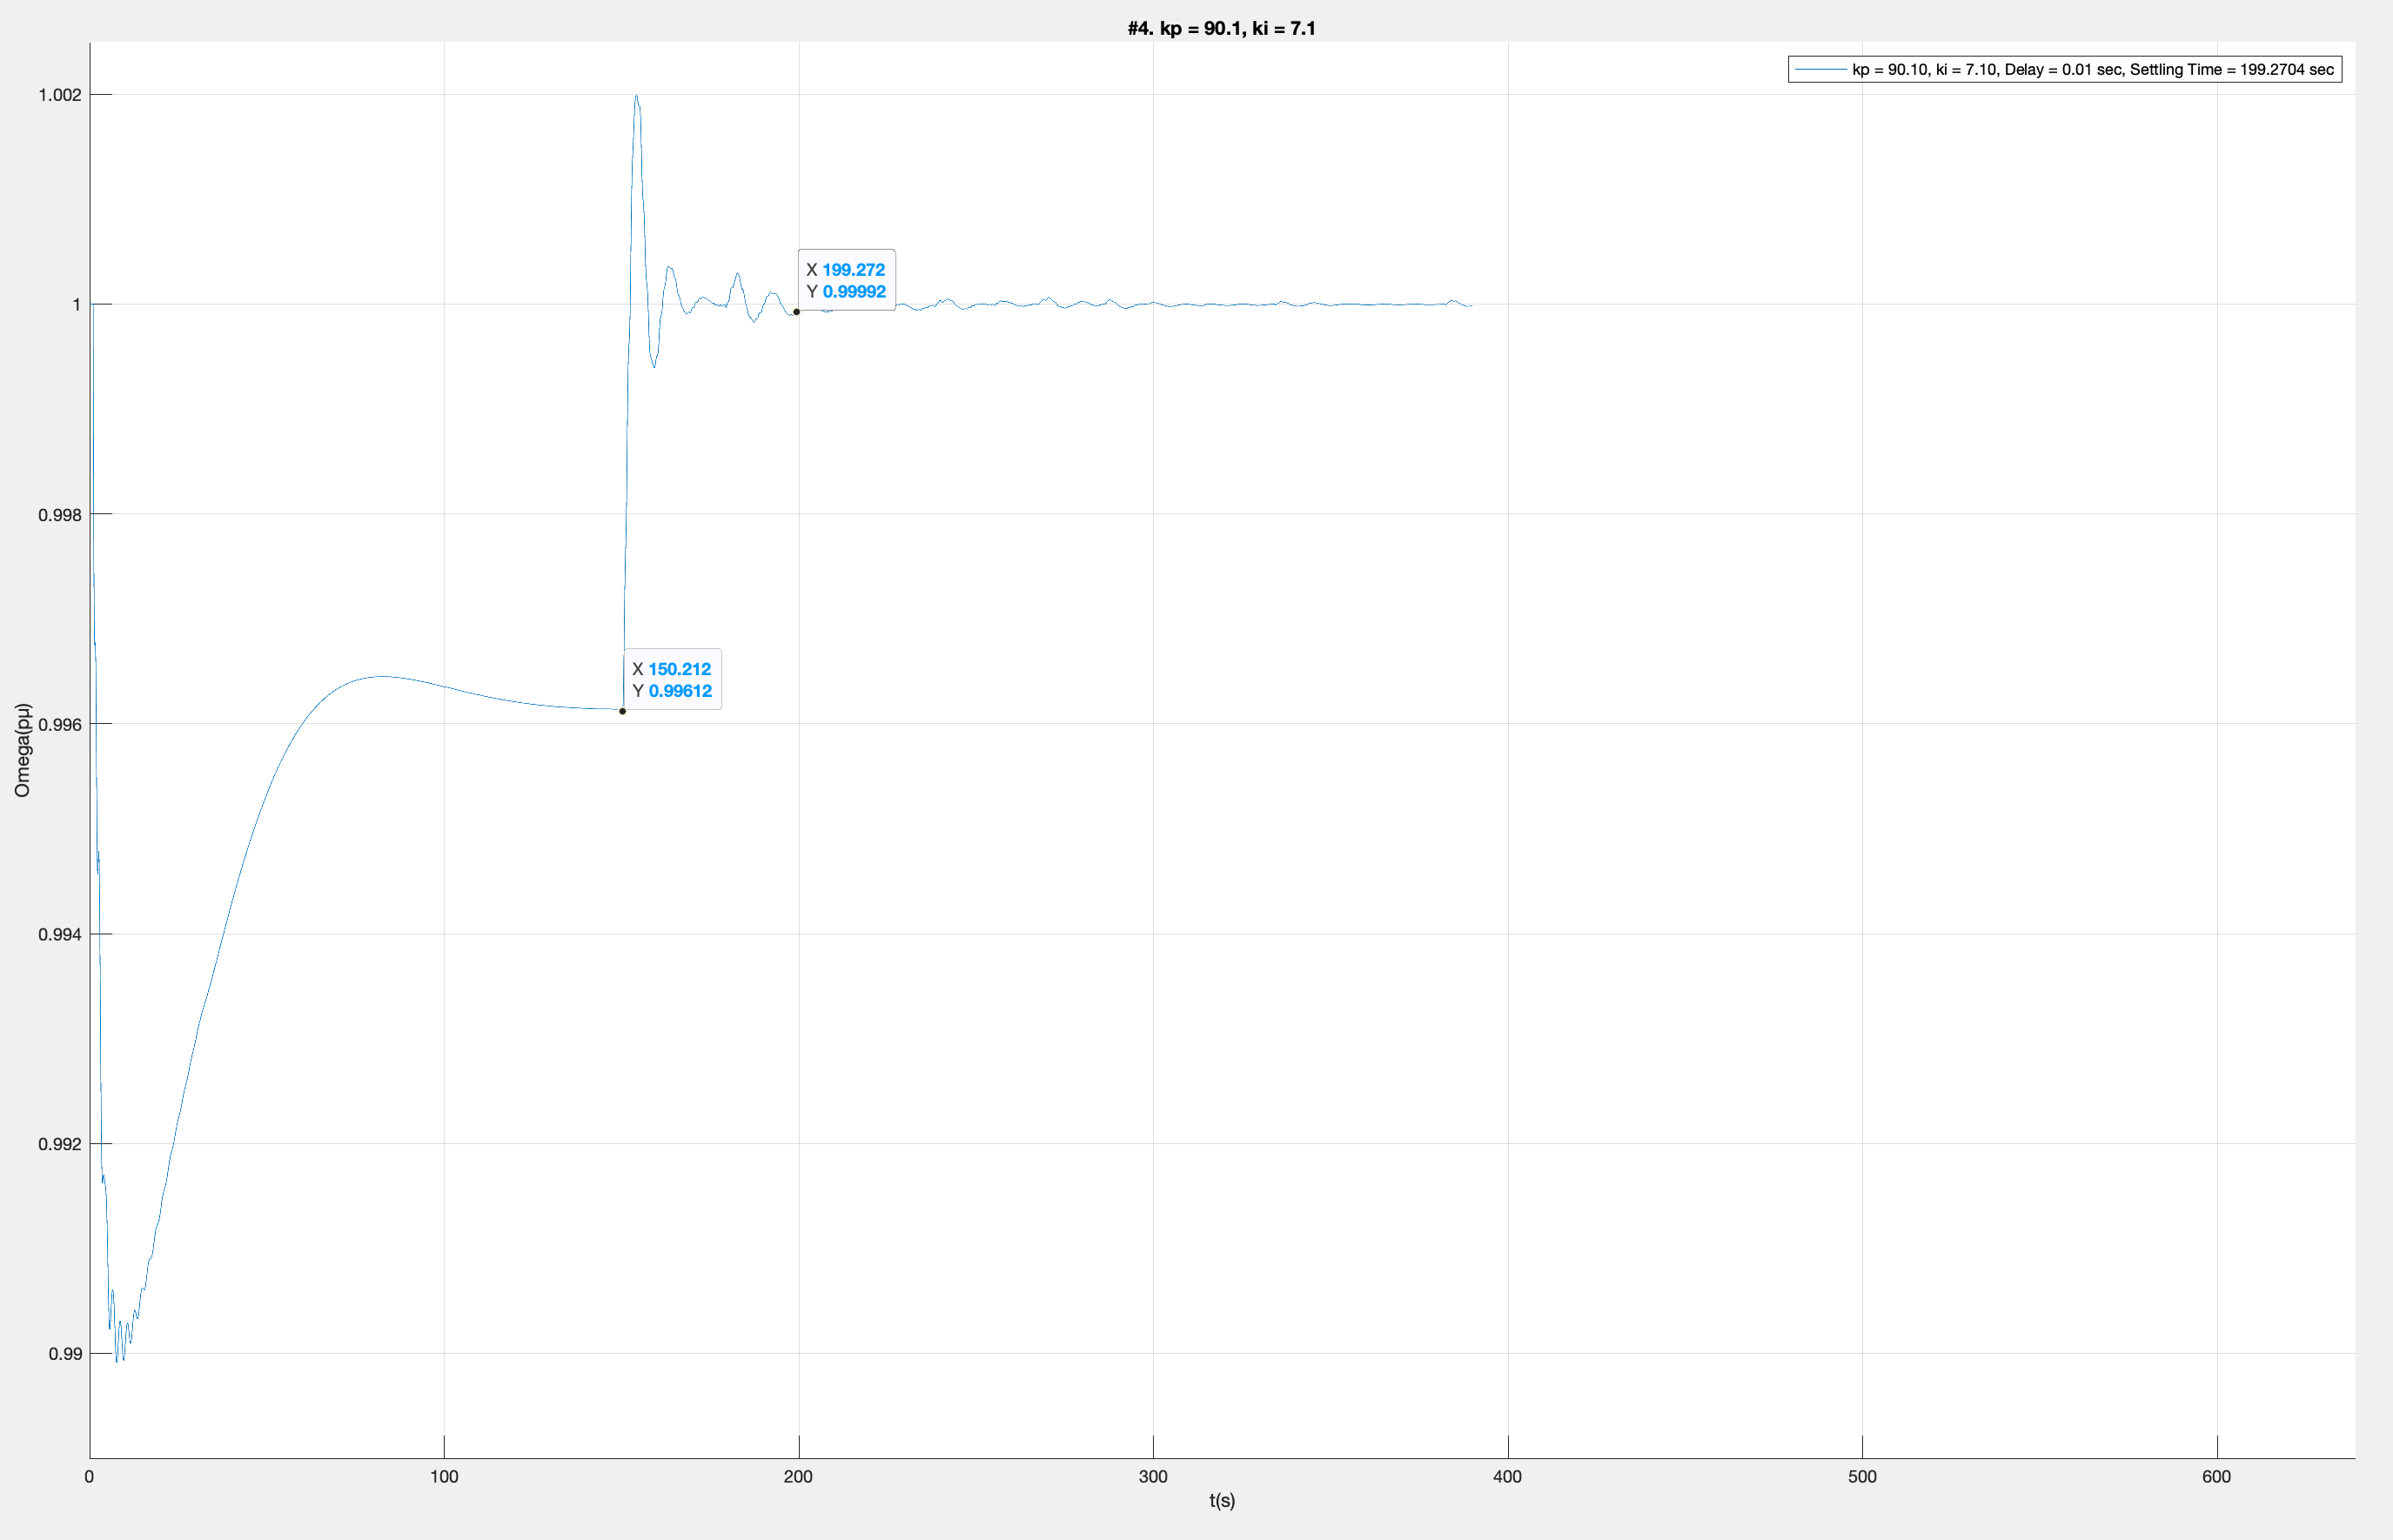 #4. kp = 90.1, ki = 7.1
kp = 90.10, ki = 7.10, Delay = 0.01 sec, Settling Time = 199.2704 sec
1.002
X 199.272
Y 0.99992
1
0.998
X 150.212
Y 0.99612
0.996
Omega(pμ)
0.994
0.992
0.99
0
100
200
300
400
500
600
t(s)